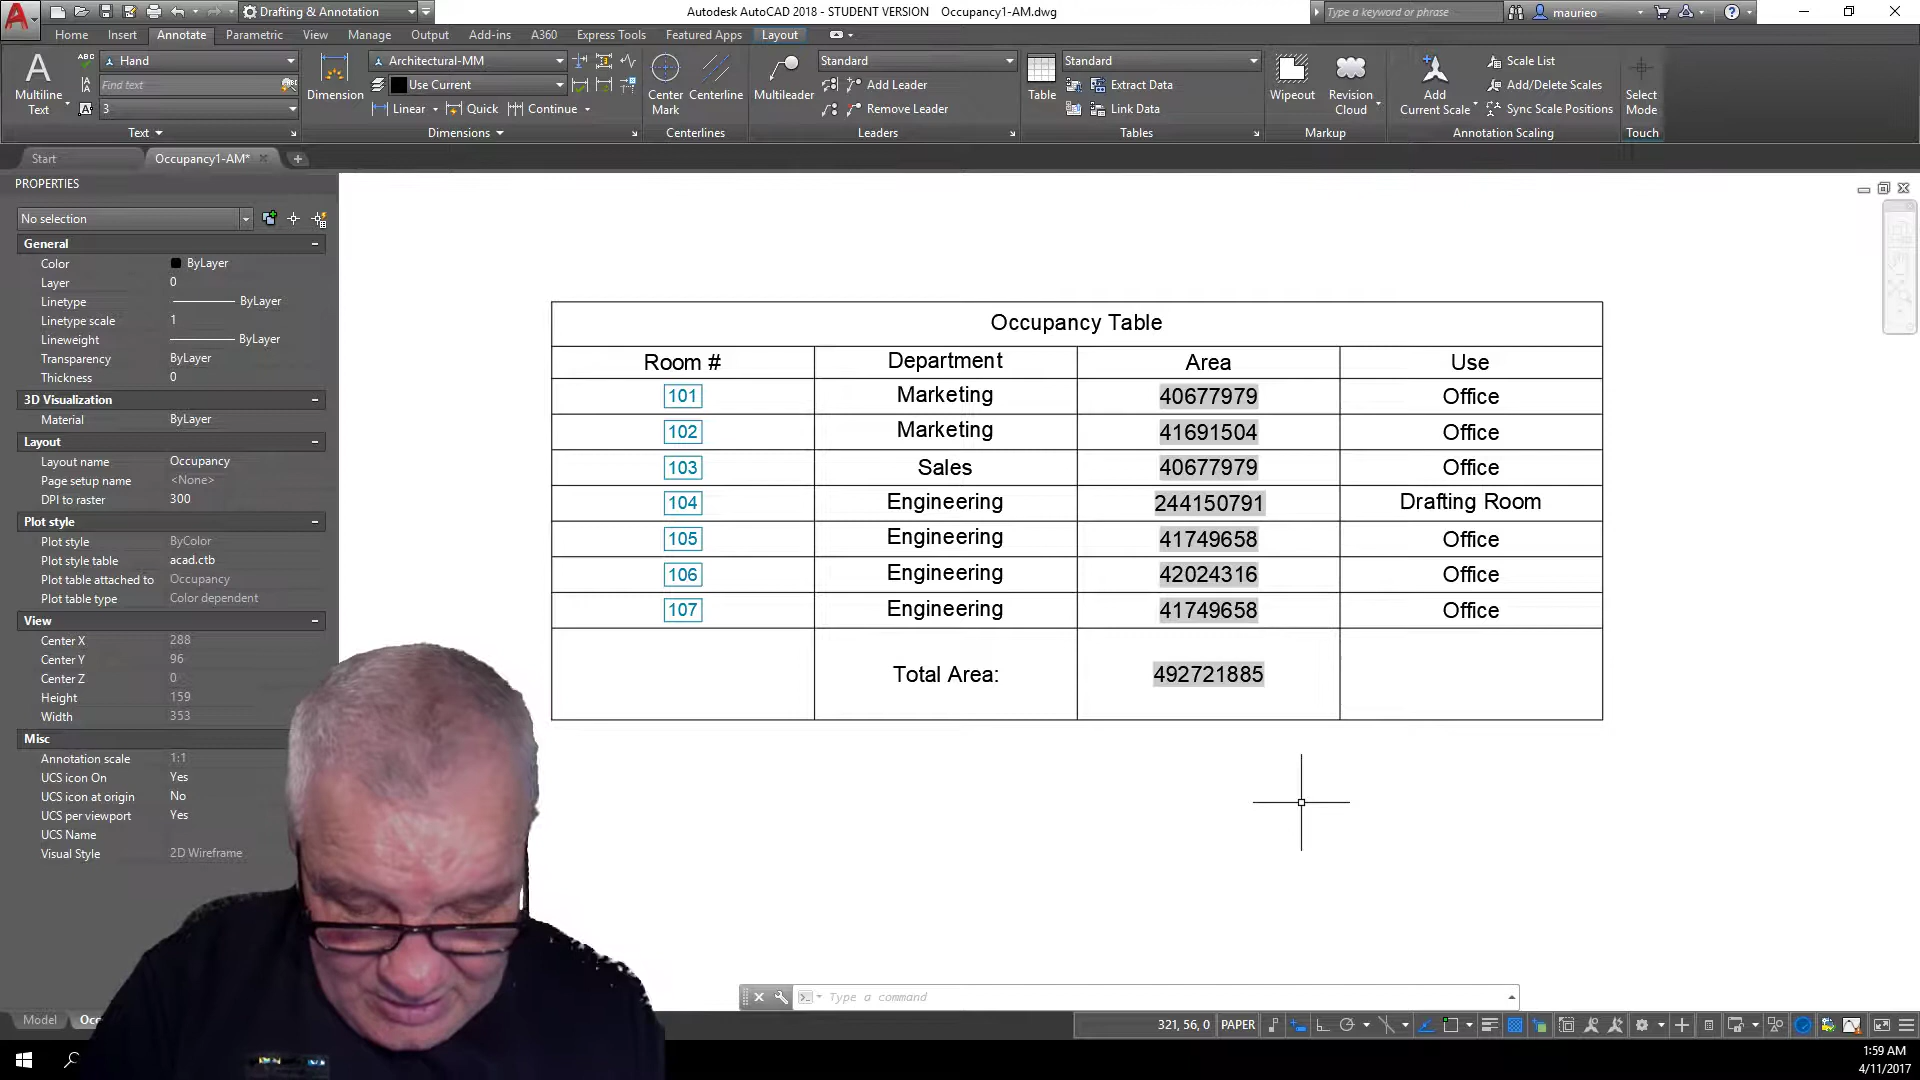 Drafting & Annotation
Autodesk AutoCAD 2018 - STUDENT VERSION Occupancy1-AM.dwg
Type a keyword or phrase
maurieo
Home Insert Annotate Parametric View Manage Output Add-ins A360 Express Tools Featured Apps Layout
Hand
Find text
3
Multiline Text
Text
Dimension
Architectural-MM
Use Current
Linear Quick Continue
Dimensions
Center Mark
Centerline
Centerlines
Multileader
Standard
Add Leader
Remove Leader
Leaders
Table
Standard
Extract Data
Link Data
Tables
Wipeout
Revision Cloud
Markup
Add Current Scale
Scale List
Add/Delete Scales
Sync Scale Positions
Annotation Scaling
Select Mode
Touch
Start
Occupancy1-AM*
PROPERTIES
No selection
General
Color ByLayer
Layer 0
Linetype ByLayer
Linetype scale 1
Lineweight ByLayer
Transparency ByLayer
Thickness 0
3D Visualization
Material ByLayer
Layout
Layout name Occupancy
Page setup name <None>
DPI to raster 300
Plot style
Plot style ByColor
Plot style table acad.ctb
Plot table attached to Occupancy
Plot table type Color dependent
View
Center X 288
Center Y 96
Center Z 0
Height 159
Width 353
Misc
Annotation scale 1:1
UCS icon On Yes
UCS icon at origin No
UCS per viewport Yes
UCS Name
Visual Style 2D Wireframe
Occupancy Table
Room # Department Area Use
101 Marketing 40677979 Office
102 Marketing 41691504 Office
103 Sales 40677979 Office
104 Engineering 244150791 Drafting Room
105 Engineering 41749658 Office
106 Engineering 42024316 Office
107 Engineering 41749658 Office
Total Area: 492721885
Type a command
Model
321, 56, 0 PAPER
1:59 AM
4/11/2017